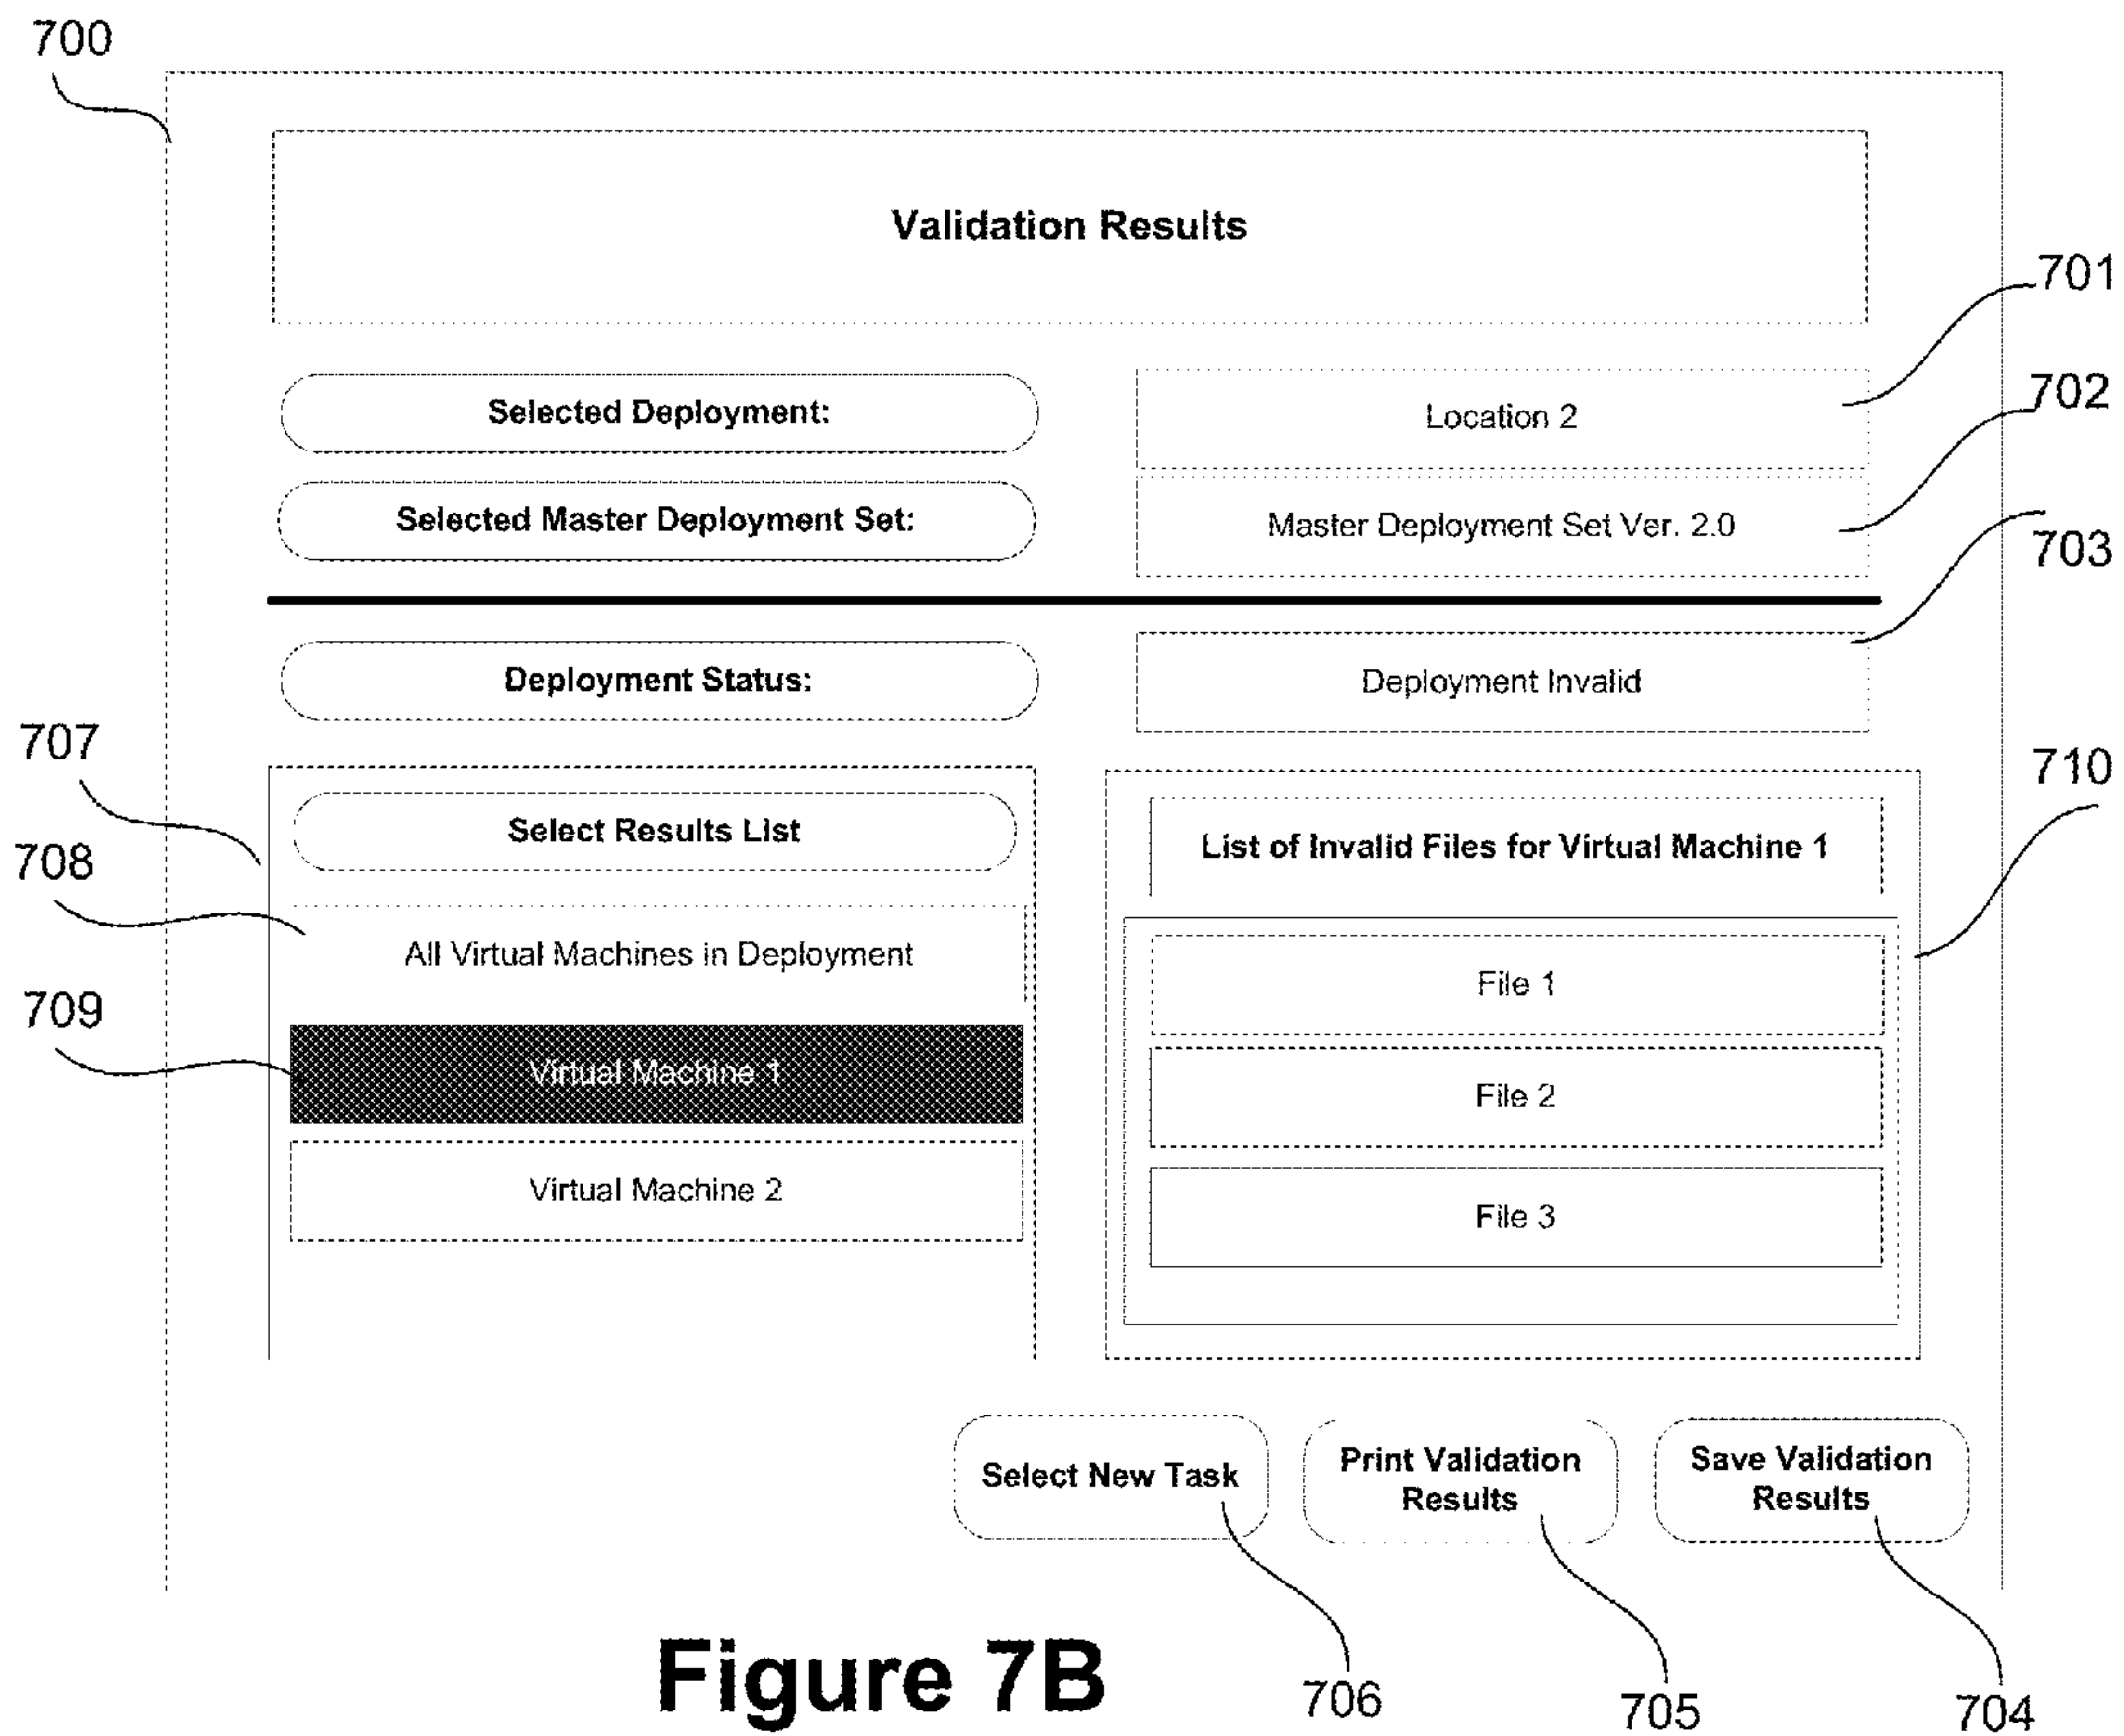 700
Validation Results
701
Selected Deployment:
Location 2
702
Selected Master Deployment Set:
Master Deployment Set Ver. 2.0
703
Deployment Status:
Deployment Invalid
707
710
Select Results List
List of Invalid Files for Virtual Machine 1
708
All Virtual Machines in Deployment
File 1
709
Virtual Machine 1
File 2
Virtual Machine 2
File 3
Select New Task
Print Validation
Results
Save Validation
Results
Figure 7B
706
705
704